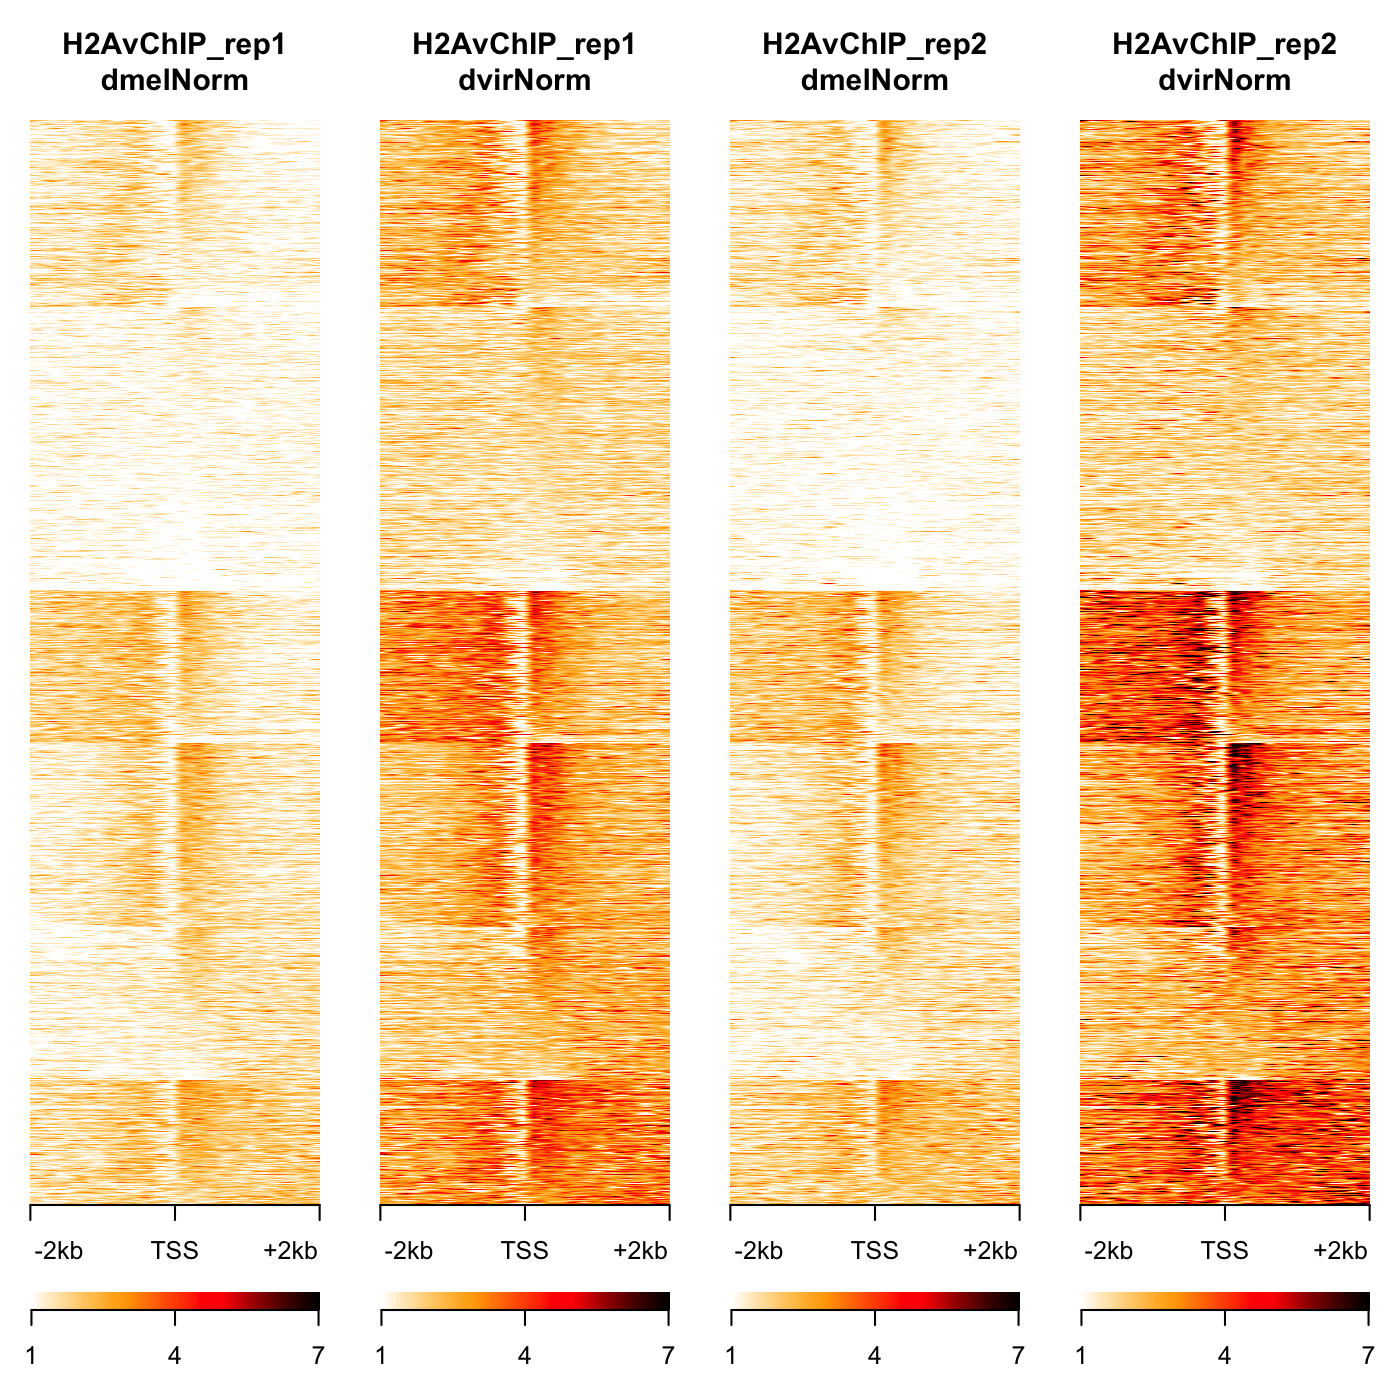 H2AvChIP_rep1
dmelNorm
H2AvChIP_rep1
dvirNorm
H2AvChIP_rep2
dmelNorm
H2AvChIP_rep2
dvirNorm
-2kb TSS +2kb
-2kb TSS +2kb
-2kb TSS +2kb
-2kb TSS +2kb
1 4 7
1 4 7
1 4 7
1 4 7